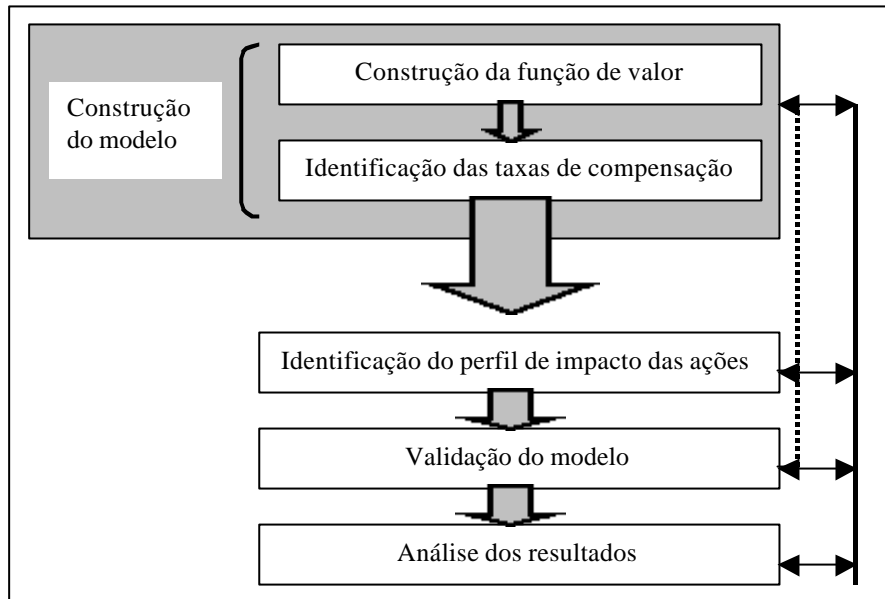 Construção da função de valor
Construção
do modelo
Identificação das taxas de compensação
Identificação do perfil de impacto das ações
Validação do modelo
Análise dos resultados